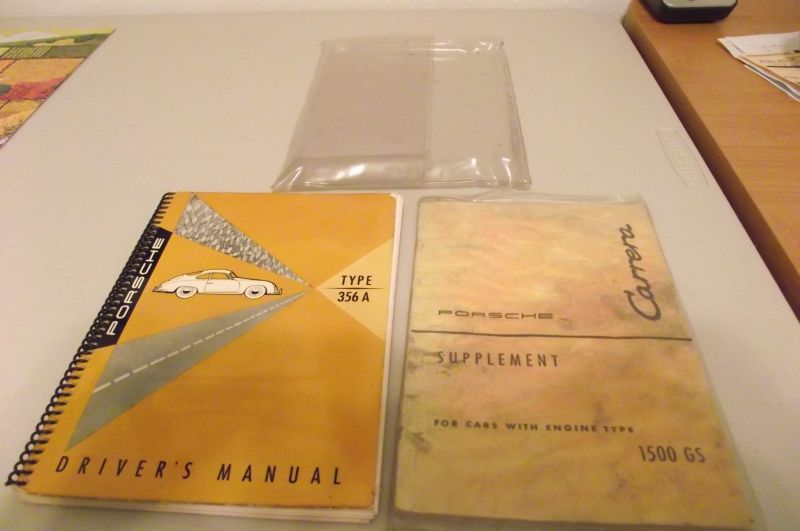 PORSCHE
TYPE
356 A
DRIVER'S MANUAL
Carrera
PORSCHE
SUPPLEMENT
FOR CARS WITH ENGINE TYPE
1500 GS